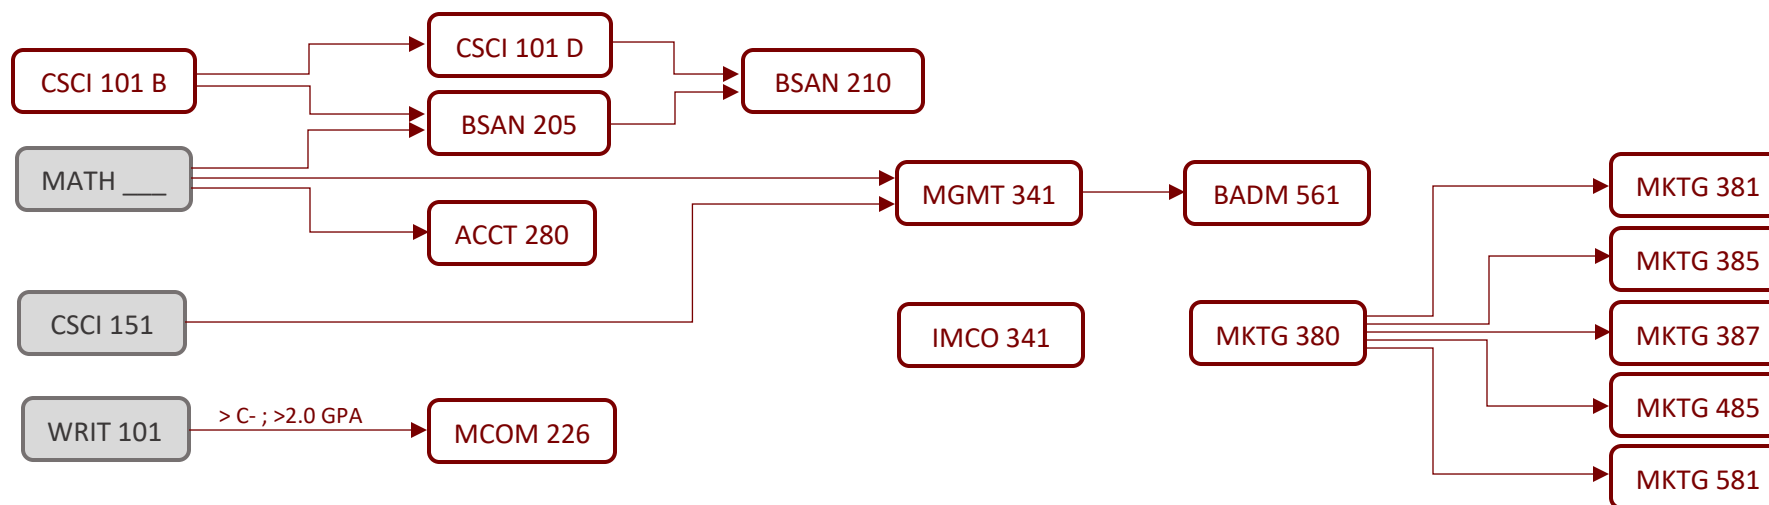 CSCI 101 B
CSCI 101 D
BSAN 210
BSAN 205
MATH ___
MGMT 341
BADM 561
MKTG 381
ACCT 280
MKTG 385
CSCI 151
IMCO 341
MKTG 380
MKTG 387
WRIT 101
> C- ; >2.0 GPA
MCOM 226
MKTG 485
MKTG 581